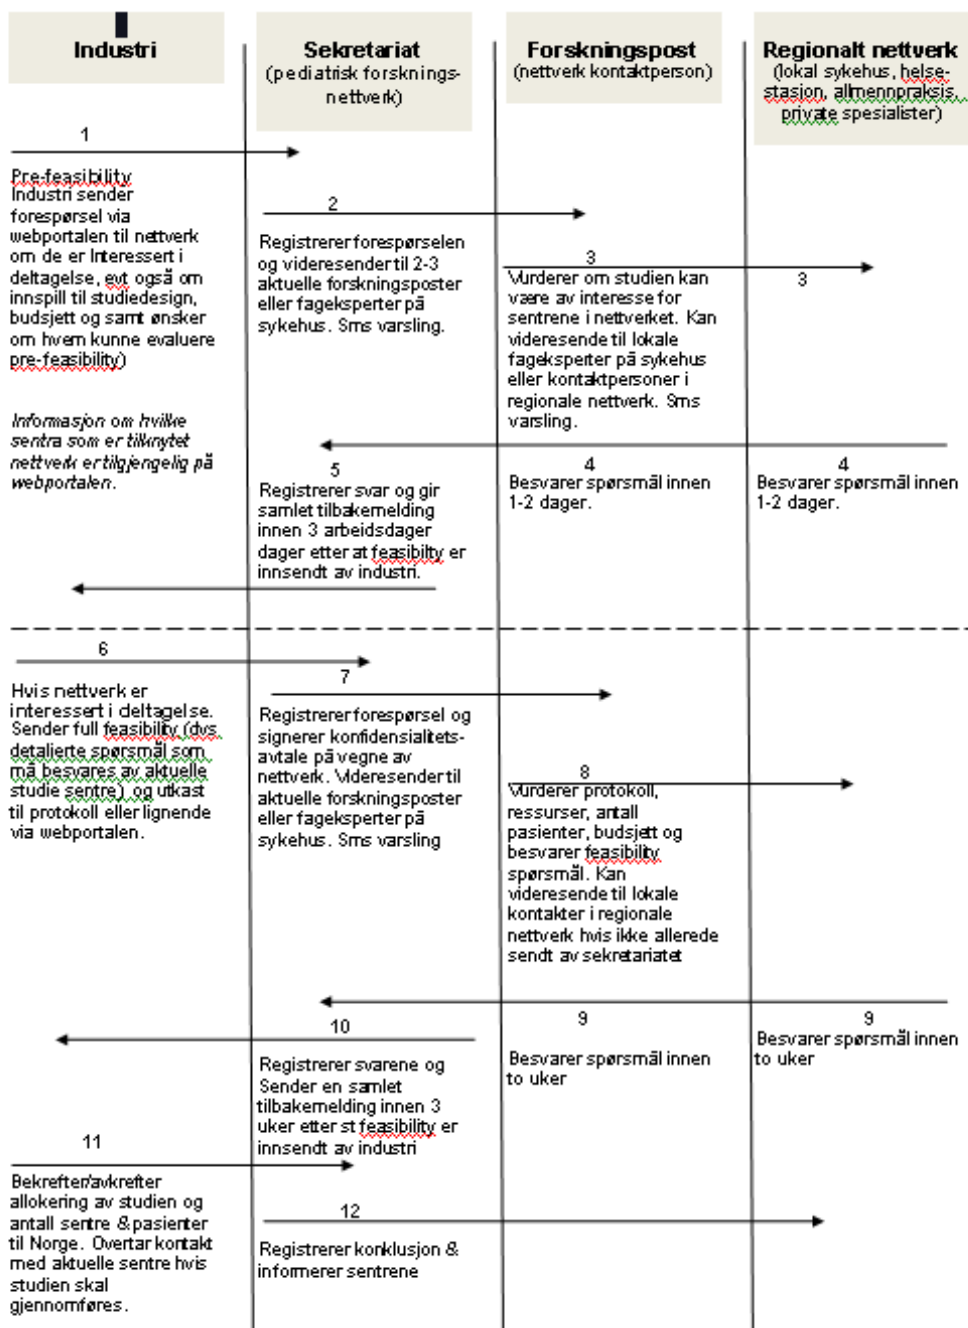 Industri
Sekretariat
(pediatrisk forsknings-
nettverk)
Forskningspost
(nettverk kontaktperson)
Regionalt nettverk
(lokal sykehus, helse-
stasjon, allmennpraksis,
private spesialister)
1
Pre-feasibility
Industri sender
forespørsel via
webportalen til nettverk
om de er Interessert i
deltagelse, evt også om
innspill til studiedesign,
budsjett og samt ønsker
om hvem kunne evaluere
pre-feasibility)
Informasjon om hvilke
sentra som er tilknytet
nettverk er tilgjengelig på
webportalen.
2
Registrerer forespørselen
og videresender til 2-3
aktuelle forskningsposter
eller fageksperter på
sykehus. Sms varsling.
3
Vurderer om studien kan
være av interesse for
sentrene i nettverket. Kan
videresende til lokale
fageksperter på sykehus
eller kontaktpersoner i
regionale nettverk. Sms
varsling.
3
4
Besvarer spørsmål innen
1-2 dager.
4
Besvarer spørsmål innen
1-2 dager.
5
Registrerer svar og gir
samlet tilbakemelding
innen 3 arbeidsdager
dager etter at feasibilty er
innsendt av industri.
6
Hvis nettverk er
interessert i deltagelse.
Sender full feasibility (dvs.
detalierte spørsmål som
må besvares av aktuelle
studie sentre) og utkast
til protokoll eller lignende
via webportalen.
7
Registrerer forespørsel og
signerer konfidensialitets-
avtale på vegne av
nettverk. Videresender til
aktuelle forskningsposter
eller fageksperter på
sykehus. Sms varsling
8
Vurderer protokoll,
ressurser, antall
pasienter, budsjett og
besvarer feasibility
spørsmål. Kan
videresende til lokale
kontakter i regionale
nettverk hvis ikke allerede
sendt av sekretariatet
9
Besvarer spørsmål innen
to uker
9
Besvarer spørsmål innen
to uker
10
Registrerer svarene og
Sender en samlet
tilbakemelding innen 3
uker etter st feasibility er
innsendt av industri
11
Bekrefter/avkrefter
allokering av studien og
antall sentre & pasienter
til Norge. Overtar kontakt
med aktuelle sentre hvis
studien skal
gjennomføres.
12
Registrerer konklusjon &
informerer sentrene